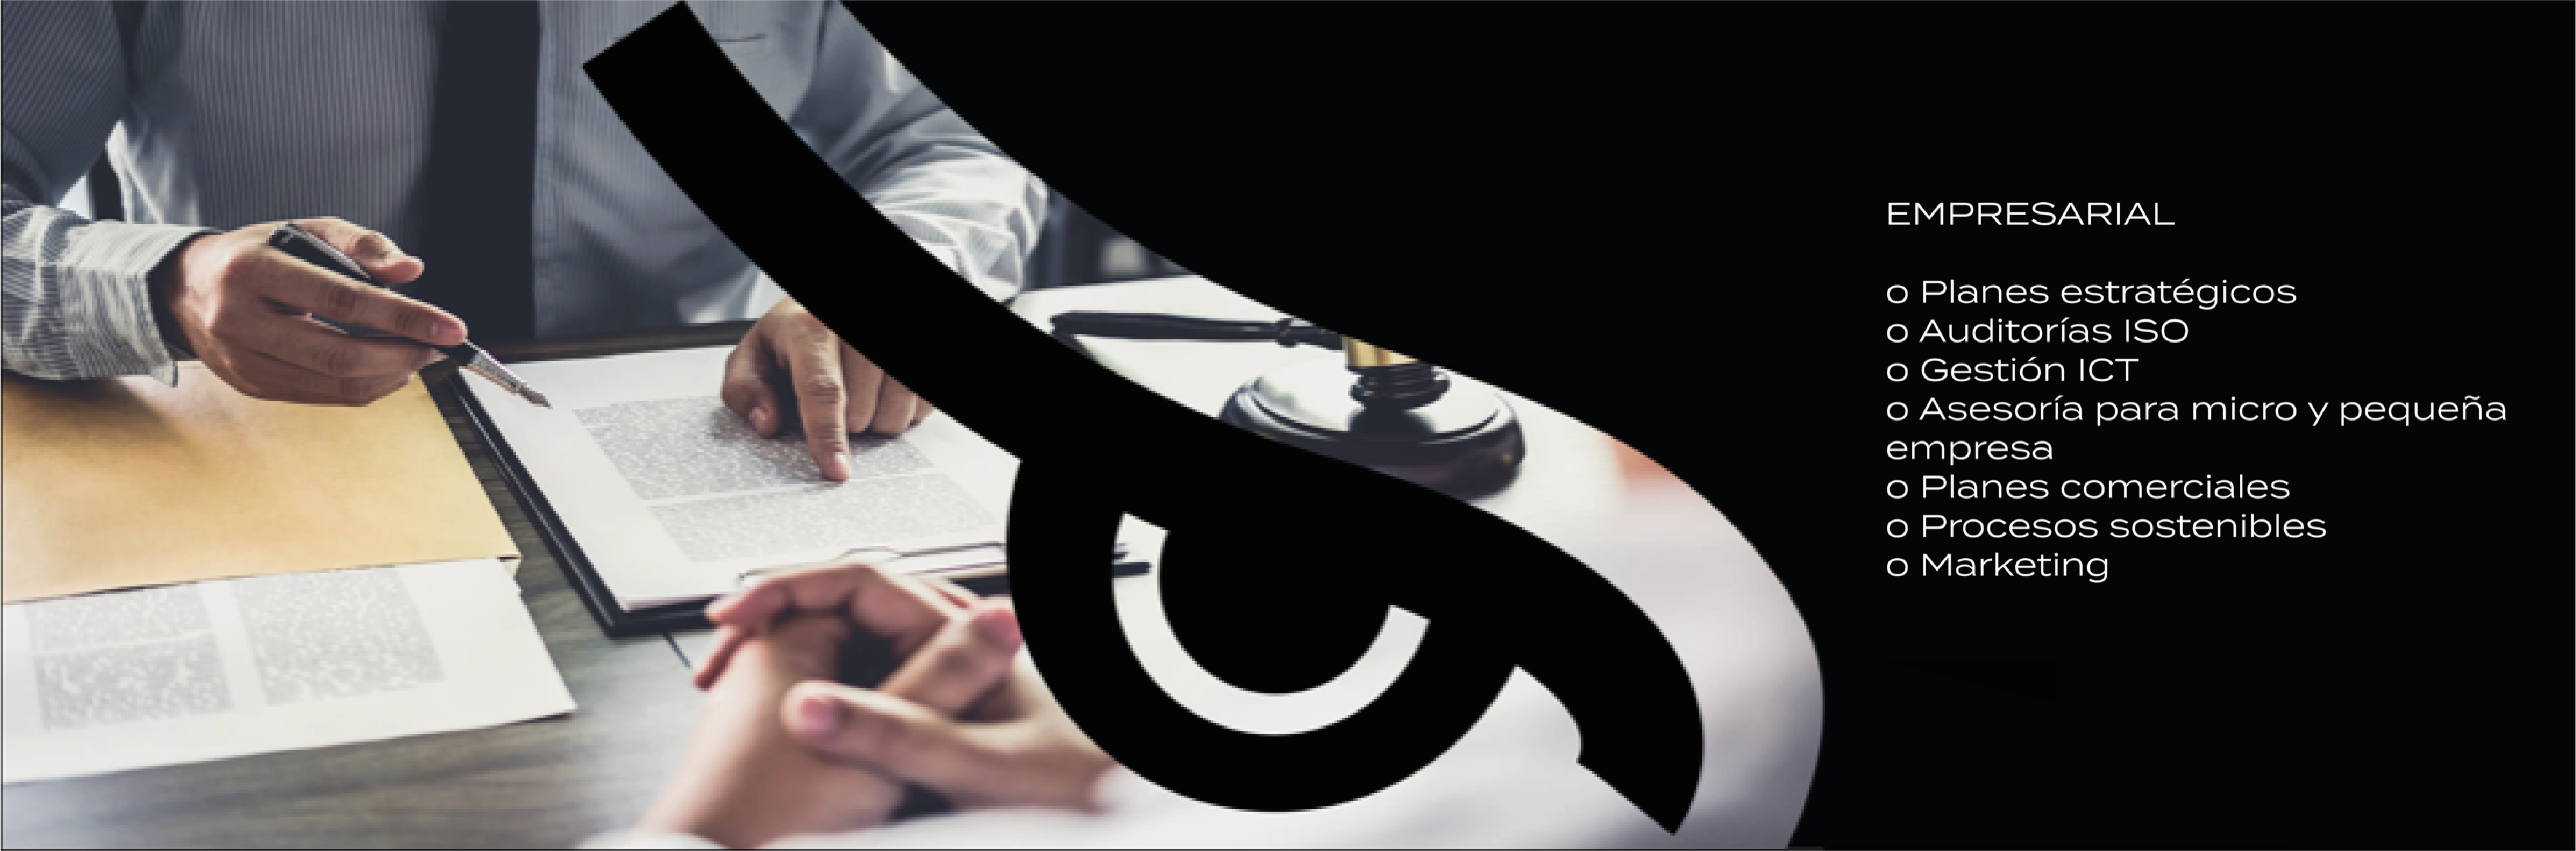 EMPRESARIAL
o Planes estratégicos
o Auditorías ISO
o Gestión ICT
o Asesoría para micro y pequeña
empresa
o Planes comerciales
o Procesos sostenibles
o Marketing